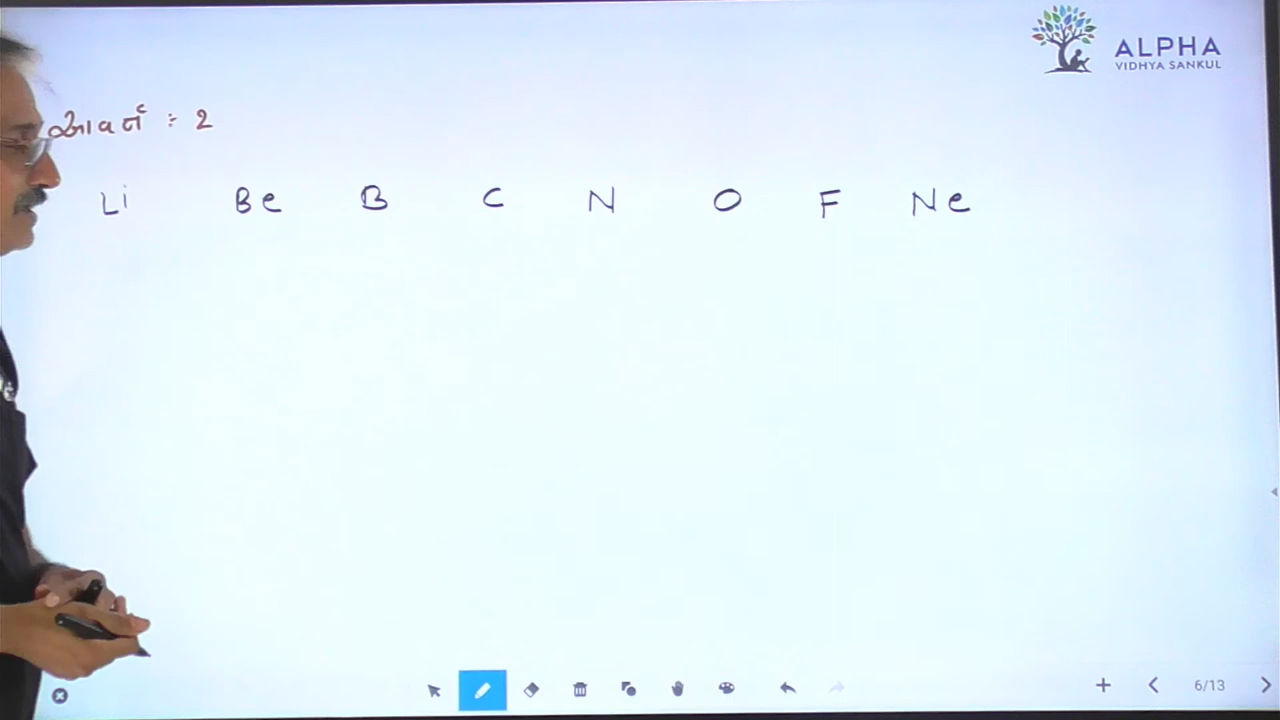 ALPHA
VIDHYA SANKUL
આવર્ત : 2
Li Be B C N O F Ne
6/13